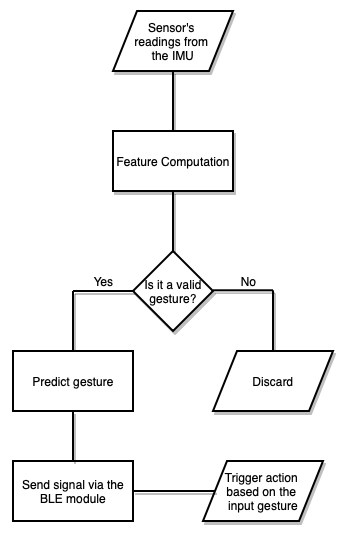 Sensor's
readings from
the IMU
Feature Computation
Is it a valid
gesture?
Yes
No
Predict gesture
Discard
Send signal via the
BLE module
Trigger action
based on the
input gesture